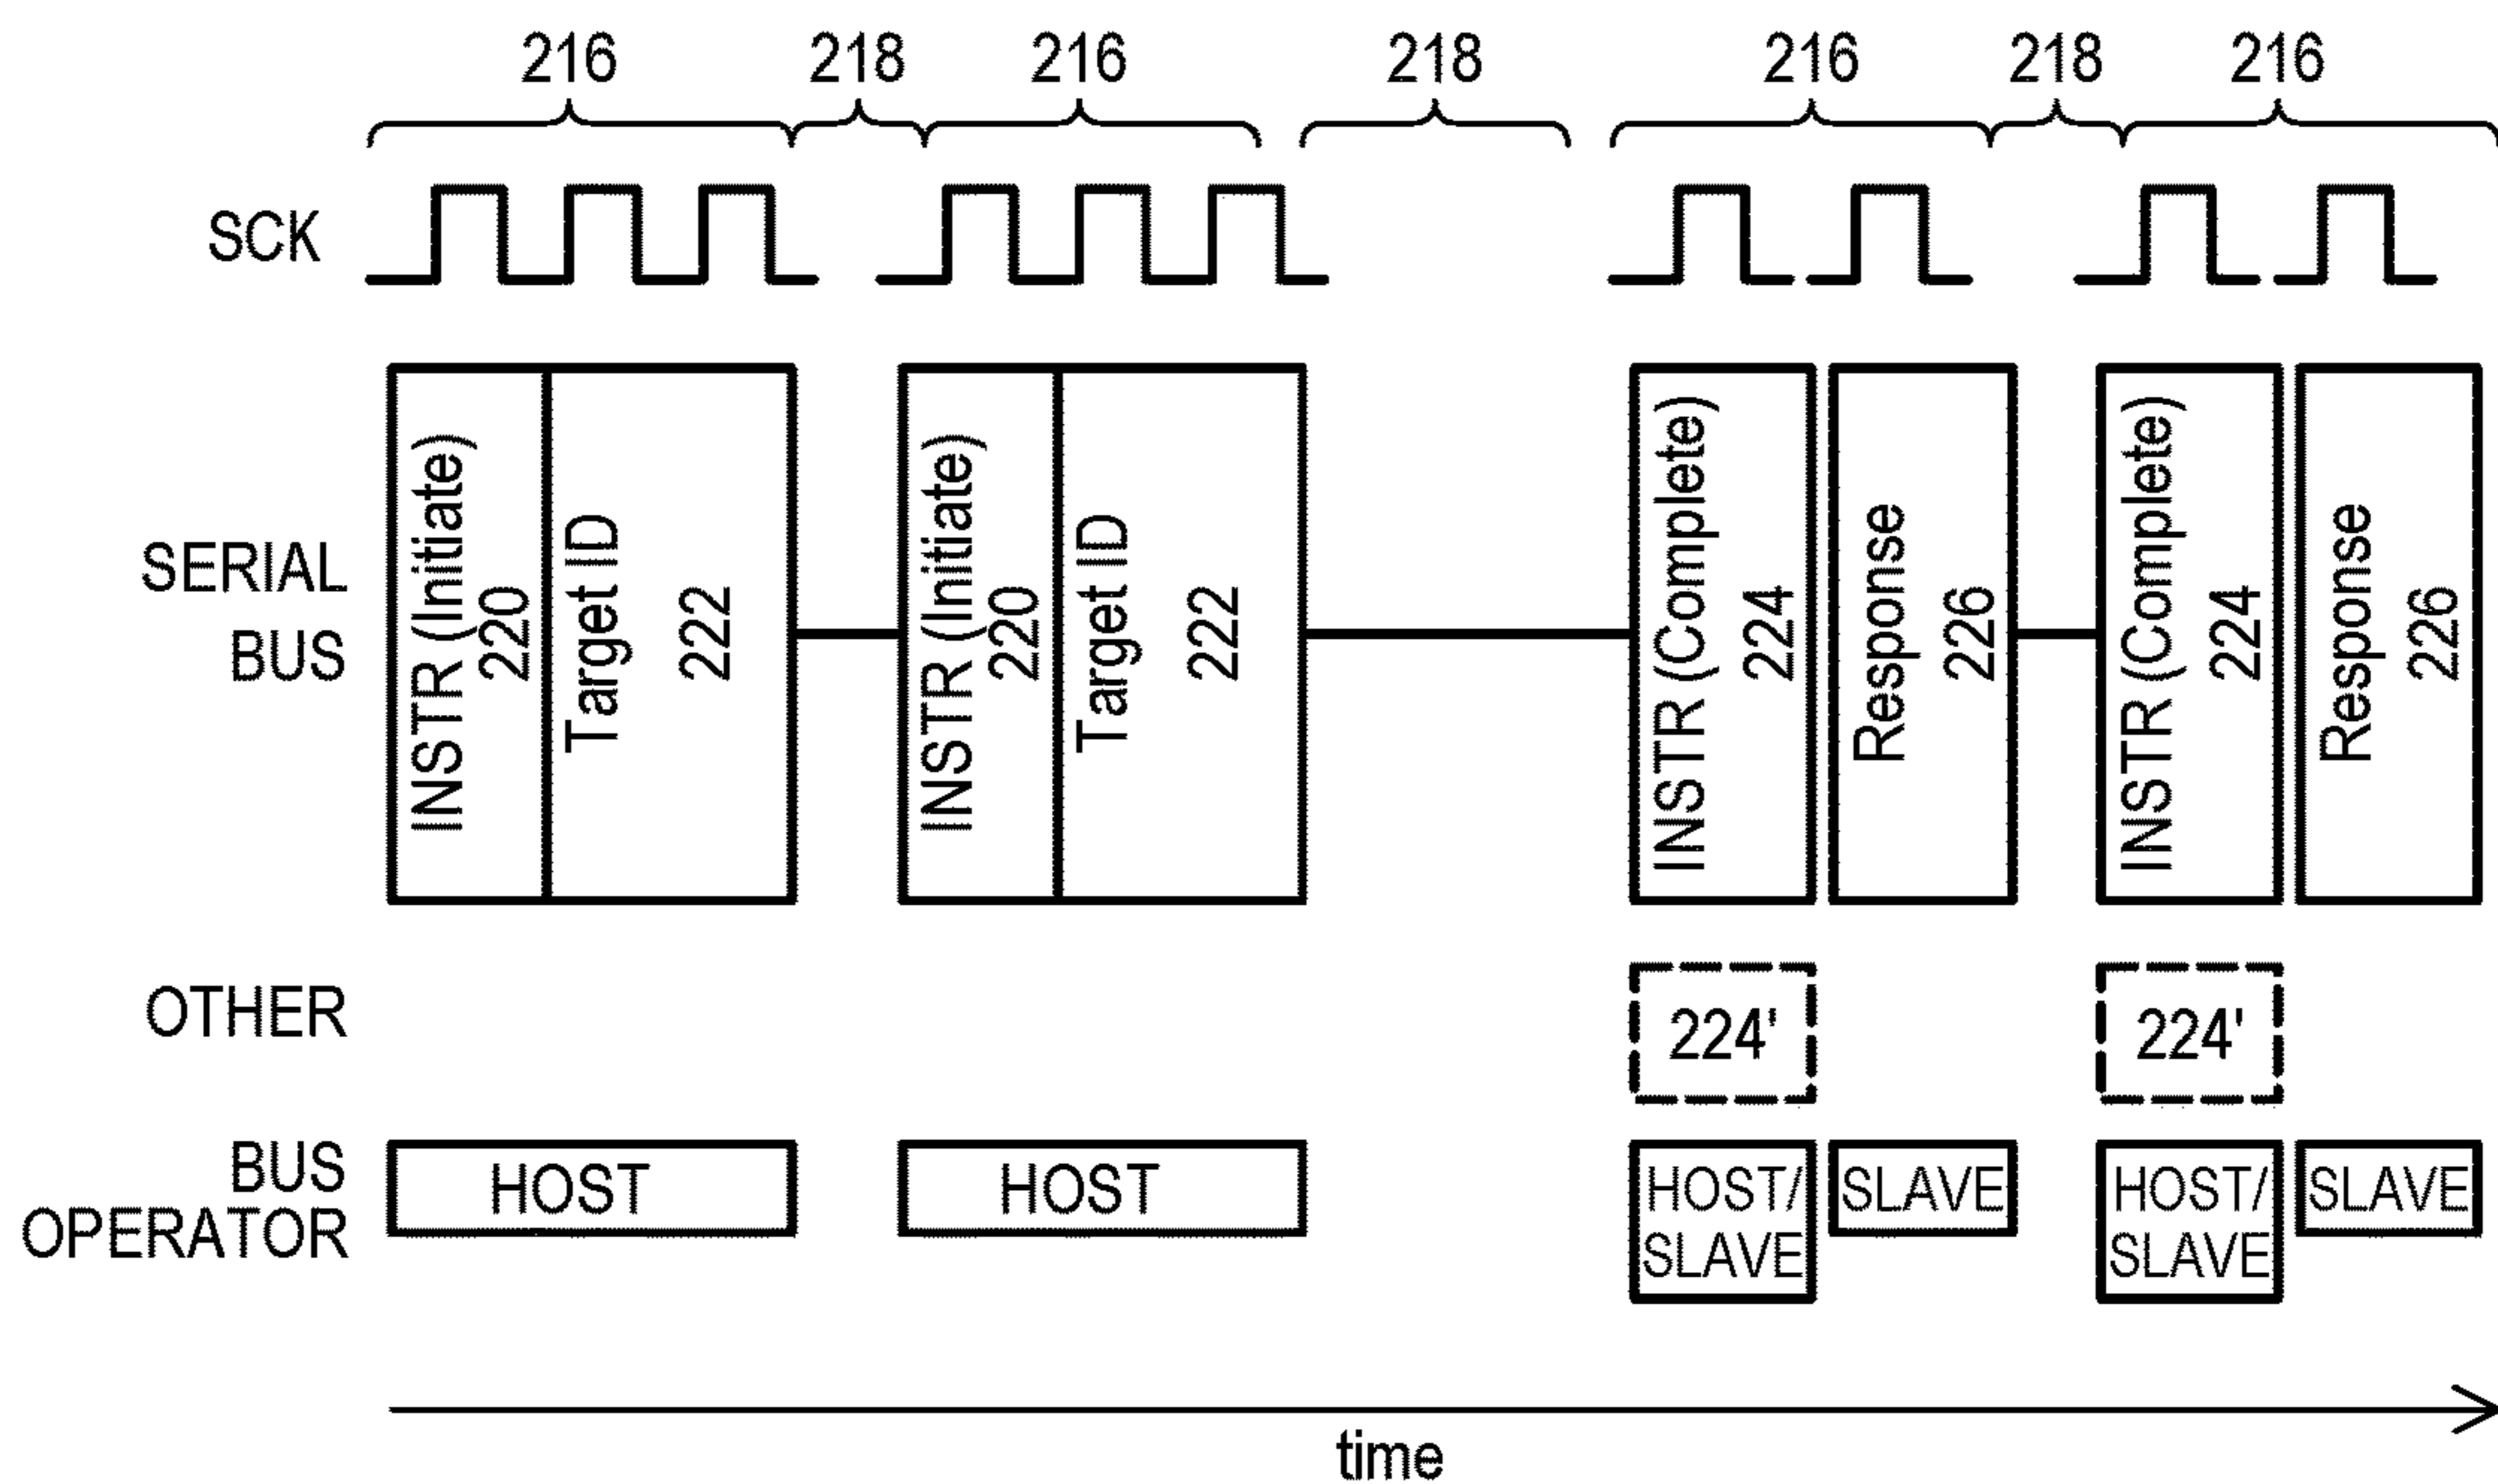 216 218 216 218 216 218 216
SCK
SERIAL
BUS
INSTR (Initiate)
220
Target ID
222
INSTR (Initiate)
220
Target ID
222
INSTR (Complete)
224
Response
226
INSTR (Complete)
224
Response
226
OTHER
224'
224'
BUS
OPERATOR
HOST
HOST
HOST/
SLAVE
SLAVE
HOST/
SLAVE
SLAVE
time